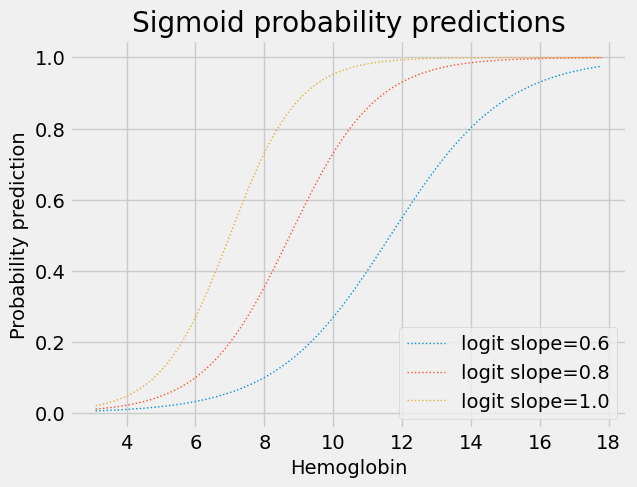 Sigmoid probability predictions
1.0
0.8
0.6
0.4
0.2
0.0
Probability prediction
logit slope=0.6
logit slope=0.8
logit slope=1.0
4 6 8 10 12 14 16 18
Hemoglobin